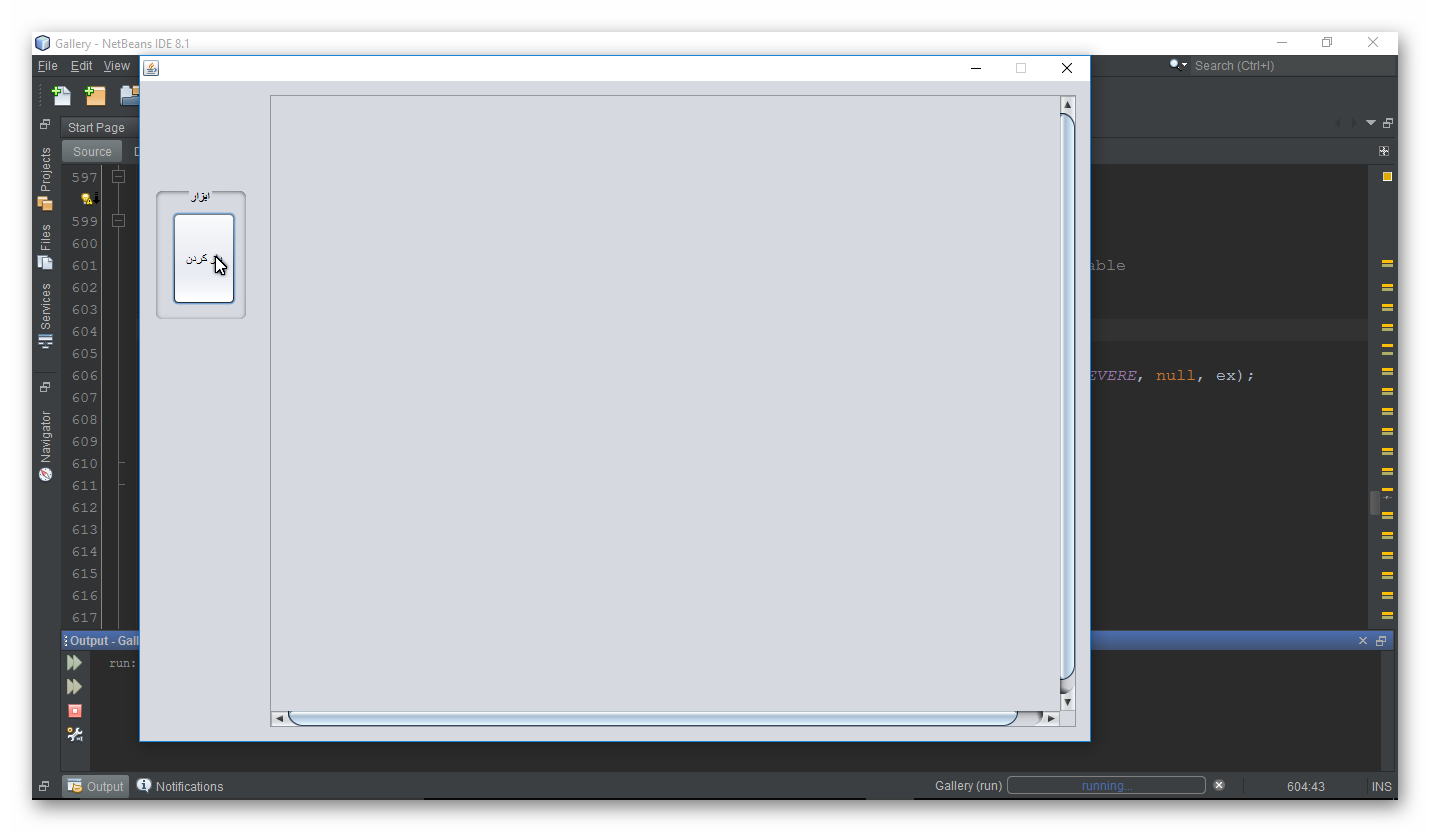 Gallery - NetBeans IDE 8.1
File Edit View
Search (Ctrl+I)
Start Page
Source
Projects
Files
Services
Navigator
ابزار
کردن
597
599
600
601
602
603
604
605
606
607
608
609
610
611
612
613
614
615
616
617
EVERE, null, ex);
Output - Gall
run:
Output
Notifications
Gallery (run)
running...
604:43
INS